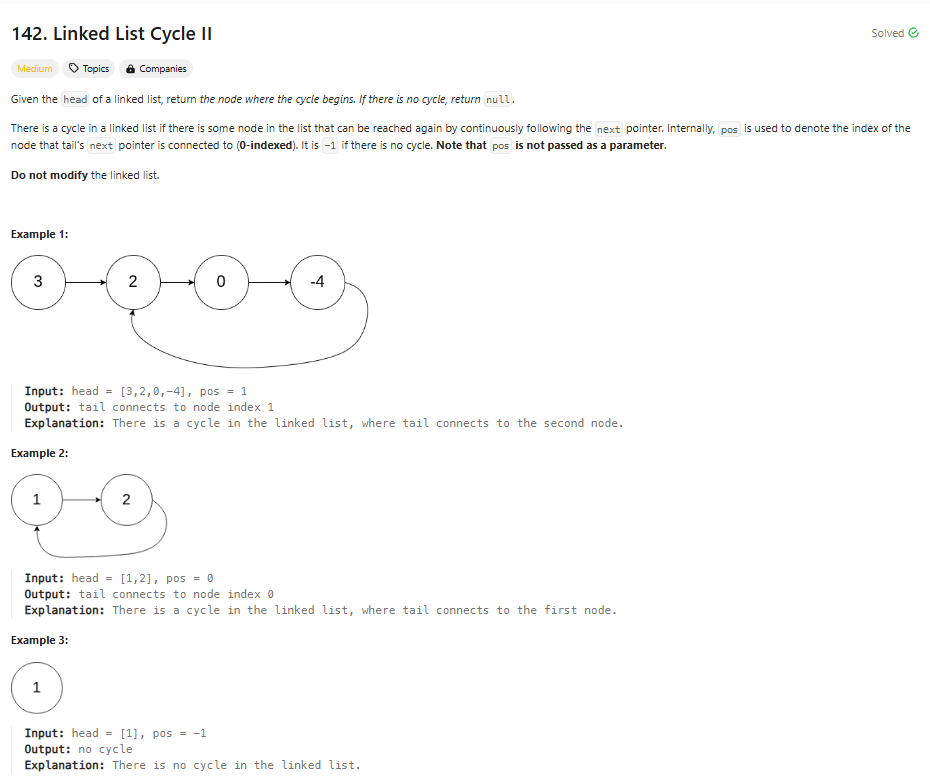 142. Linked List Cycle II
Solved
Medium Topics Companies
Given the head of a linked list, return the node where the cycle begins. If there is no cycle, return null.
There is a cycle in a linked list if there is some node in the list that can be reached again by continuously following the next pointer. Internally, pos is used to denote the index of the
node that tail's next pointer is connected to (0-indexed). It is -1 if there is no cycle. Note that pos is not passed as a parameter.
Do not modify the linked list.
Example 1:
3 2 0 -4
Input: head = [3,2,0,-4], pos = 1
Output: tail connects to node index 1
Explanation: There is a cycle in the linked list, where tail connects to the second node.
Example 2:
1 2
Input: head = [1,2], pos = 0
Output: tail connects to node index 0
Explanation: There is a cycle in the linked list, where tail connects to the first node.
Example 3:
1
Input: head = [1], pos = -1
Output: no cycle
Explanation: There is no cycle in the linked list.